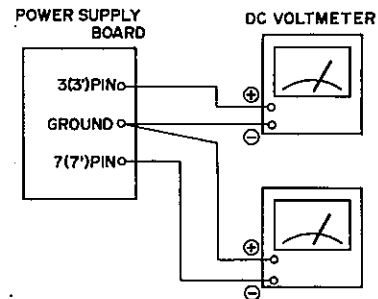 POWER SUPPLY
BOARD
DC VOLTMETER
3(3')PIN
GROUND
7(7')PIN
⊕
⊖
⊕
⊖